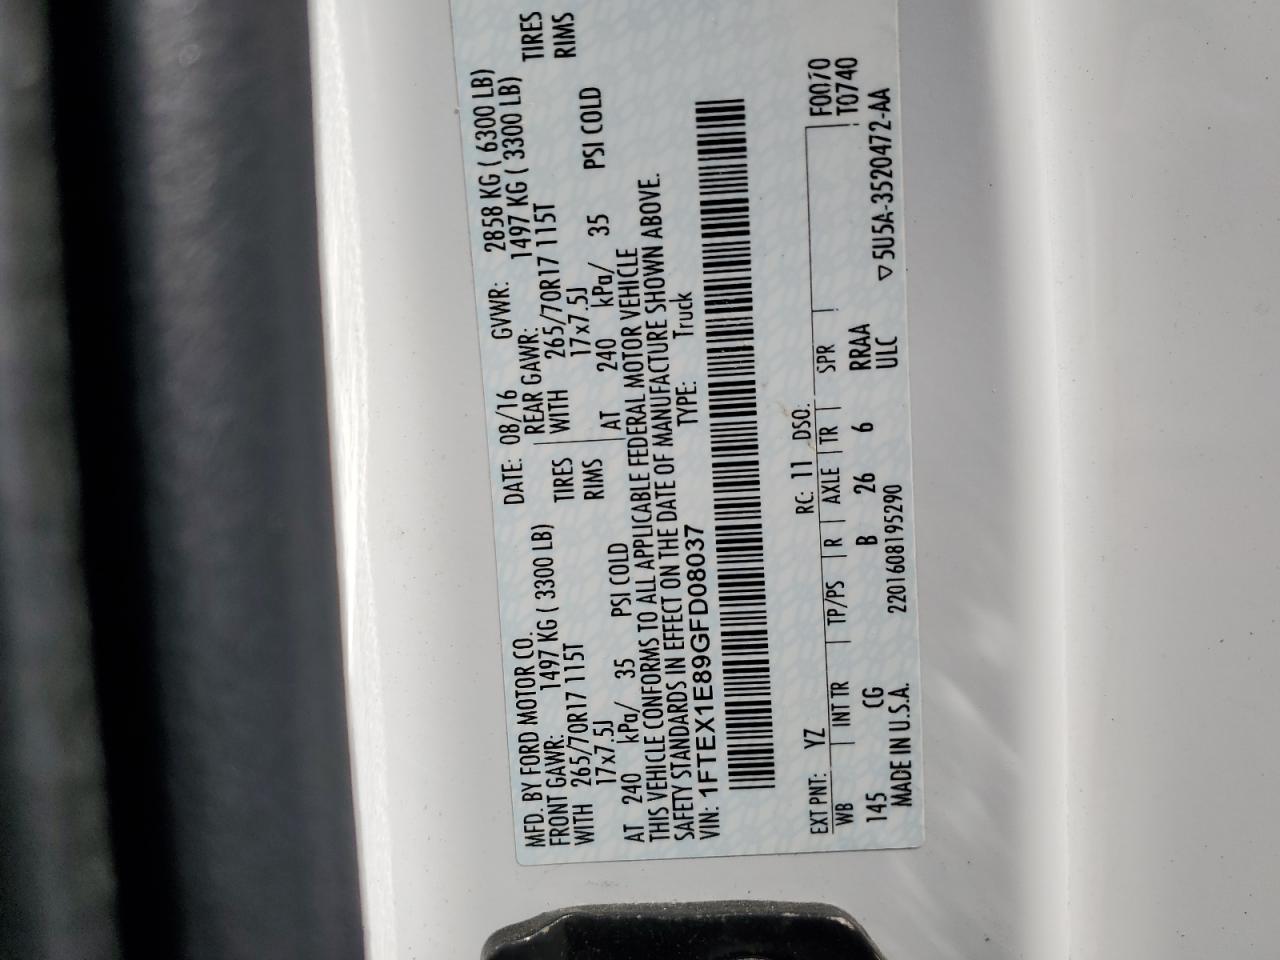 MFD. BY FORD MOTOR CO.
DATE: 08/16 GVWR: 2858 KG ( 6300 LB)
FRONT GAWR: 1497 KG ( 3300 LB) REAR GAWR: 1497 KG ( 3300 LB)
WITH 265/70R17 115T TIRES WITH 265/70R17 115T TIRES
17x7.5J RIMS 17x7.5J RIMS
AT 240 kPa/ 35 PSI COLD AT 240 kPa/ 35 PSI COLD
THIS VEHICLE CONFORMS TO ALL APPLICABLE FEDERAL MOTOR VEHICLE
SAFETY STANDARDS IN EFFECT ON THE DATE OF MANUFACTURE SHOWN ABOVE.
VIN: 1FTEX1E89GFD08037 TYPE: Truck
EXT PNT: YZ RC: 11 DSO: F0070
WB INT TR TP/PS R AXLE TR SPR T0740
145 CG B 26 6 RRAA
MADE IN U.S.A. 2201608195290 ULC ▽5U5A-3520472-AA